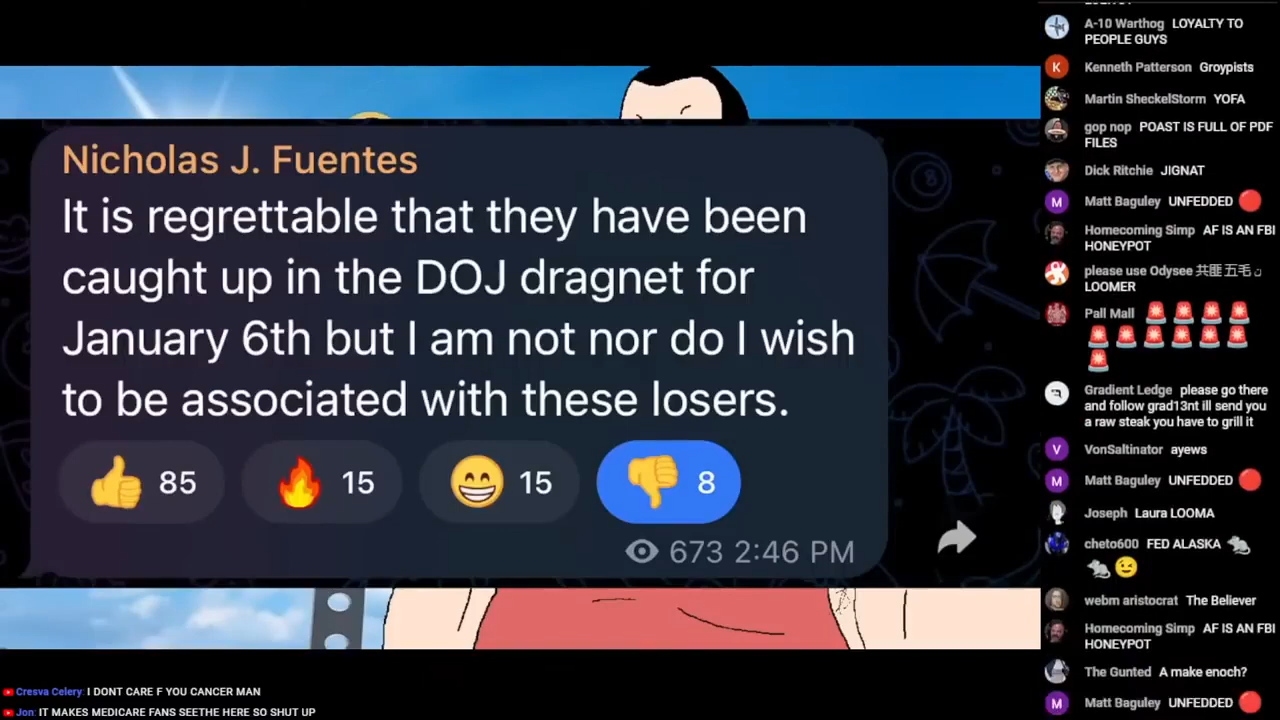 Nicholas J. Fuentes
It is regrettable that they have been
caught up in the DOJ dragnet for
January 6th but I am not nor do I wish
to be associated with these losers.
85
15
15
8
673 2:46 PM
A-10 Warthog LOYALTY TO
PEOPLE GUYS
Kenneth Patterson Groypists
Martin SheckelStorm YOFA
gop nop POAST IS FULL OF PDF
FILES
Dick Ritchie JIGNAT
Matt Baguley UNFEDDED
Homecoming Simp AF IS AN FBI
HONEYPOT
please use Odysee 共匪五毛
LOOMER
Pall Mall
Gradient Ledge please go there
and follow grad13nt ill send you
a raw steak you have to grill it
VonSaltinator ayews
Matt Baguley UNFEDDED
Joseph Laura LOOMA
cheto600 FED ALASKA
webm aristocrat The Believer
Homecoming Simp AF IS AN FBI
HONEYPOT
The Gunted A make enoch?
Matt Baguley UNFEDDED
Cresva Celery: I DONT CARE F YOU CANCER MAN
Jon: IT MAKES MEDICARE FANS SEETHE HERE SO SHUT UP